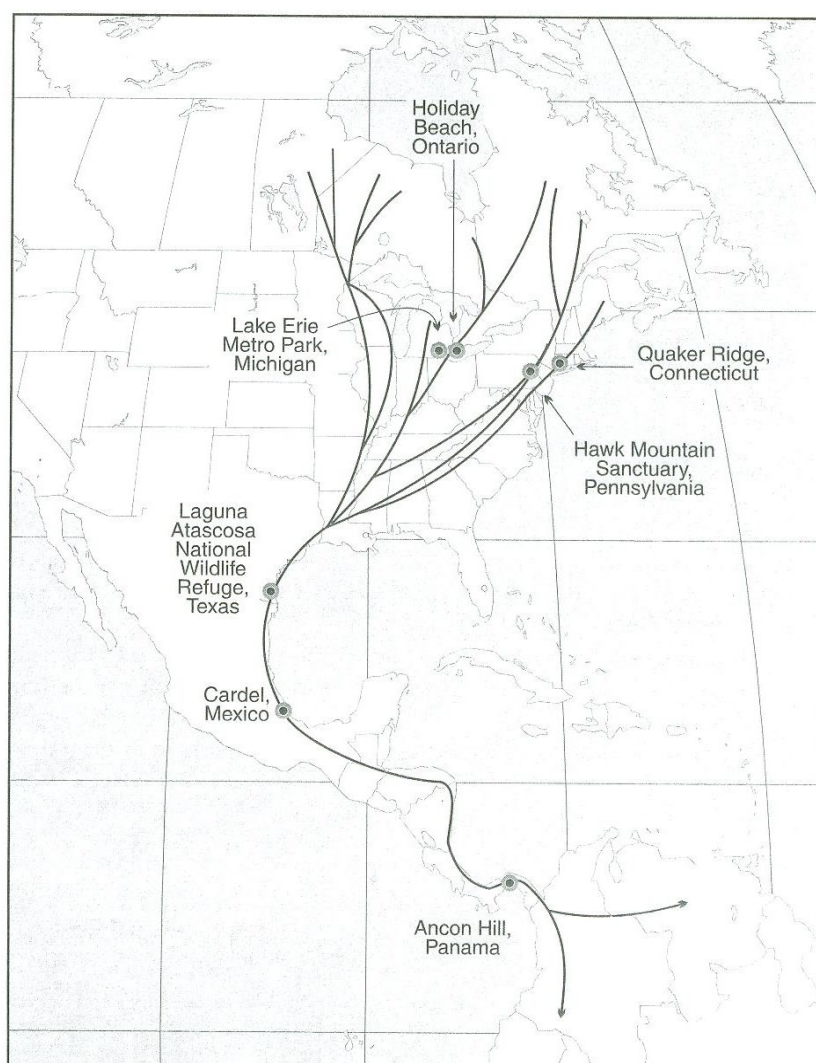 Holiday
Beach,
Ontario
Lake Erie
Metro Park,
Michigan
Quaker Ridge,
Connecticut
Hawk Mountain
Sanctuary,
Pennsylvania
Laguna
Atascosa
National
Wildlife
Refuge,
Texas
Cardel,
Mexico
Ancon Hill,
Panama